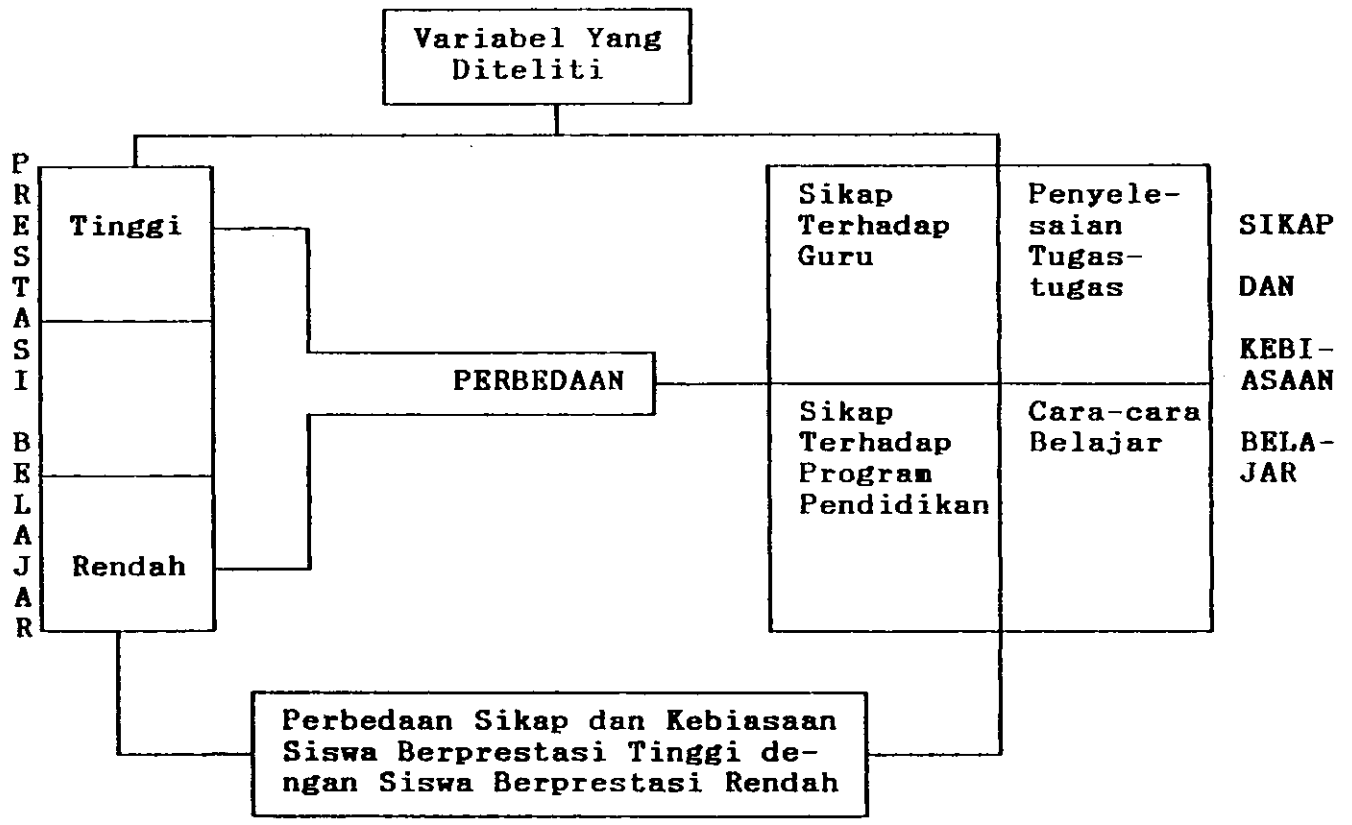 Variabel Yang
Diteliti
PRESTASI BELAJAR
Tinggi
Rendah
PERBEDAAN
Sikap
Terhadap
Guru
Penyele-
saian
Tugas-
tugas
Sikap
Terhadap
Program
Pendidikan
Cara-cara
Belajar
SIKAP
DAN
KEBI-
ASAAN
BELA-
JAR
Perbedaan Sikap dan Kebiasaan
Siswa Berprestasi Tinggi de-
ngan Siswa Berprestasi Rendah